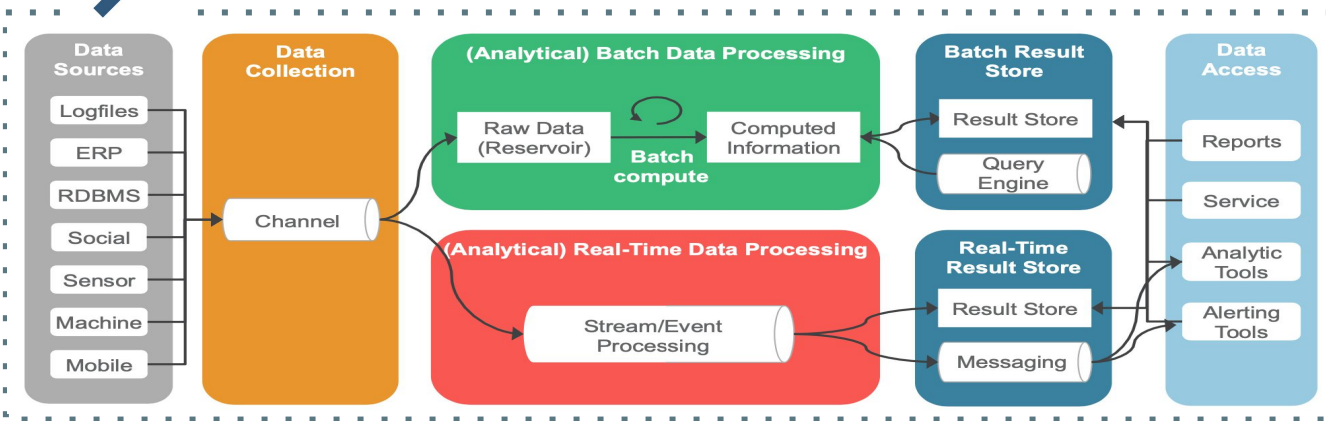 Data
Sources
Logfiles
ERP
RDBMS
Social
Sensor
Machine
Mobile
Data
Collection
Channel
(Analytical) Batch Data Processing
Raw Data
(Reservoir)
Batch
compute
Computed
Information
(Analytical) Real-Time Data Processing
Stream/Event
Processing
Batch Result
Store
Result Store
Query
Engine
Real-Time
Result Store
Result Store
Messaging
Data
Access
Reports
Service
Analytic
Tools
Alerting
Tools